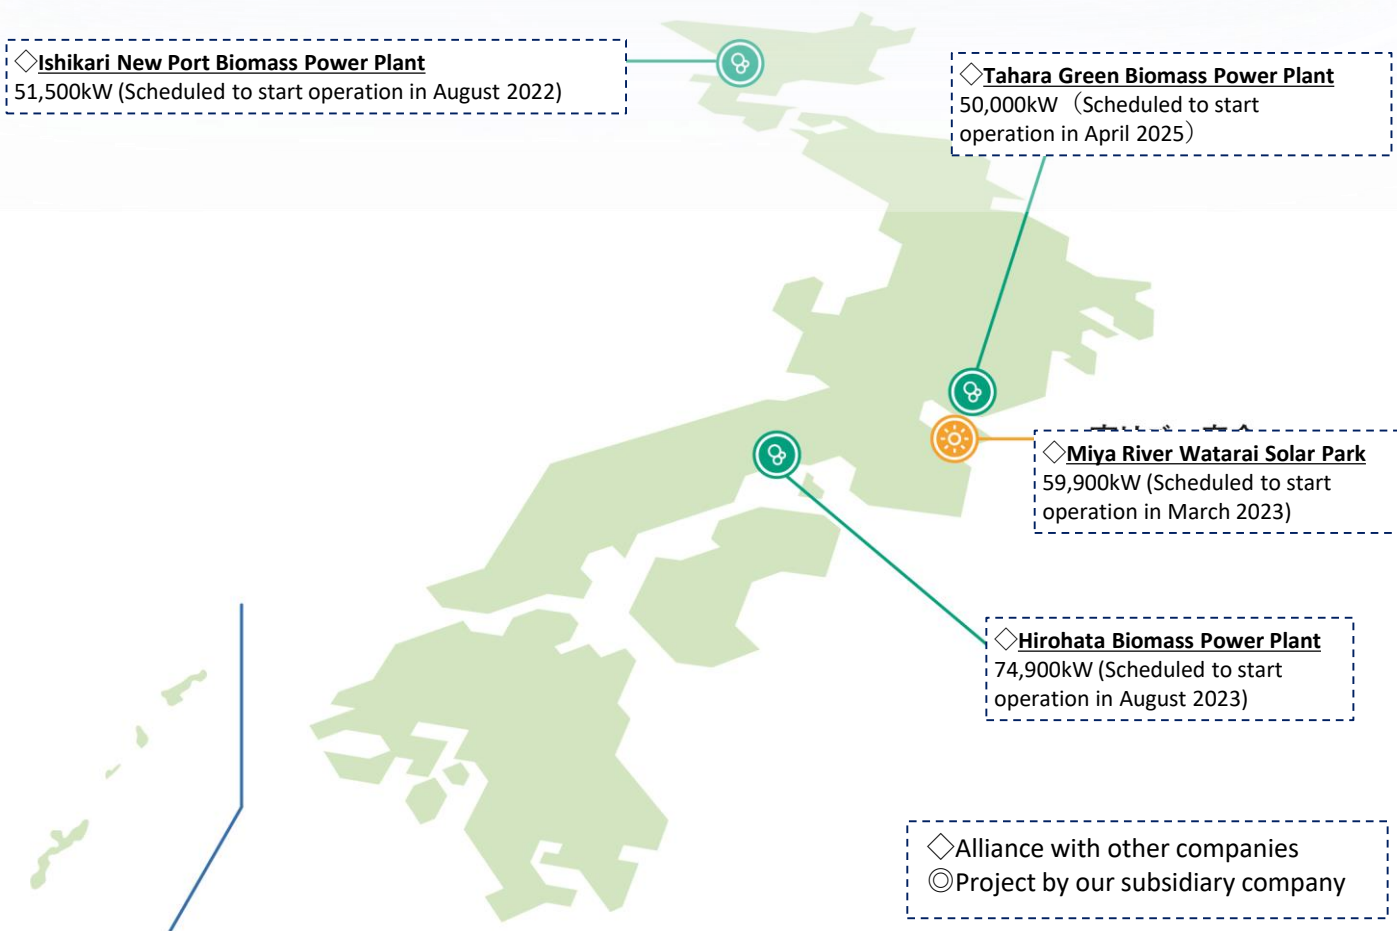 ◇Ishikari New Port Biomass Power Plant
51,500kW (Scheduled to start operation in August 2022)
◇Tahara Green Biomass Power Plant
50,000kW（Scheduled to start
operation in April 2025）
◇Miya River Watarai Solar Park
59,900kW (Scheduled to start
operation in March 2023)
◇Hirohata Biomass Power Plant
74,900kW (Scheduled to start
operation in August 2023)
◇Alliance with other companies
◎Project by our subsidiary company